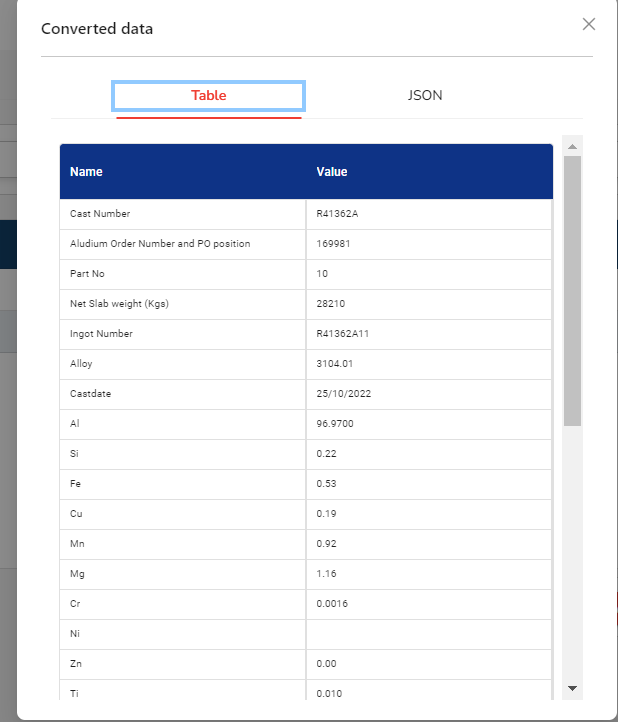 Converted data
Table JSON
Name Value
Cast Number R41362A
Aludium Order Number and PO position 169981
Part No 10
Net Slab weight (Kgs) 28210
Ingot Number R41362A11
Alloy 3104.01
Castdate 25/10/2022
Al 96.9700
Si 0.22
Fe 0.53
Cu 0.19
Mn 0.92
Mg 1.16
Cr 0.0016
Ni
Zn 0.00
Ti 0.010